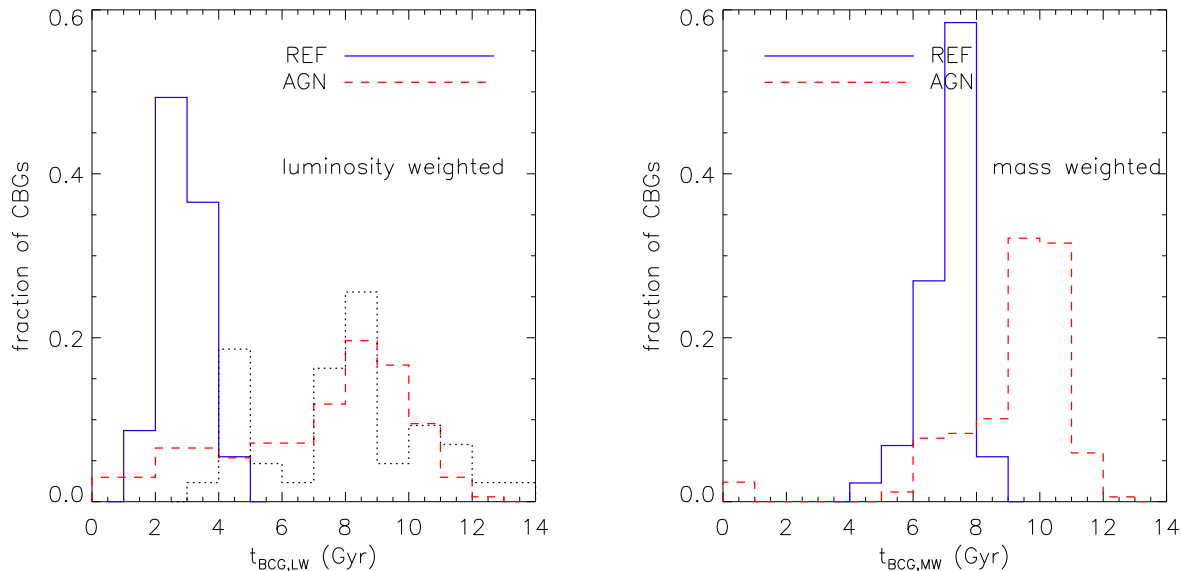 0.6
REF
AGN
luminosity weighted
0.4
0.2
0.0
fraction of CBGs
0 2 4 6 8 10 12 14
t_BCG,LW (Gyr)
0.6
REF
AGN
mass weighted
0.4
0.2
0.0
fraction of CBGs
0 2 4 6 8 10 12 14
t_BCG,MW (Gyr)